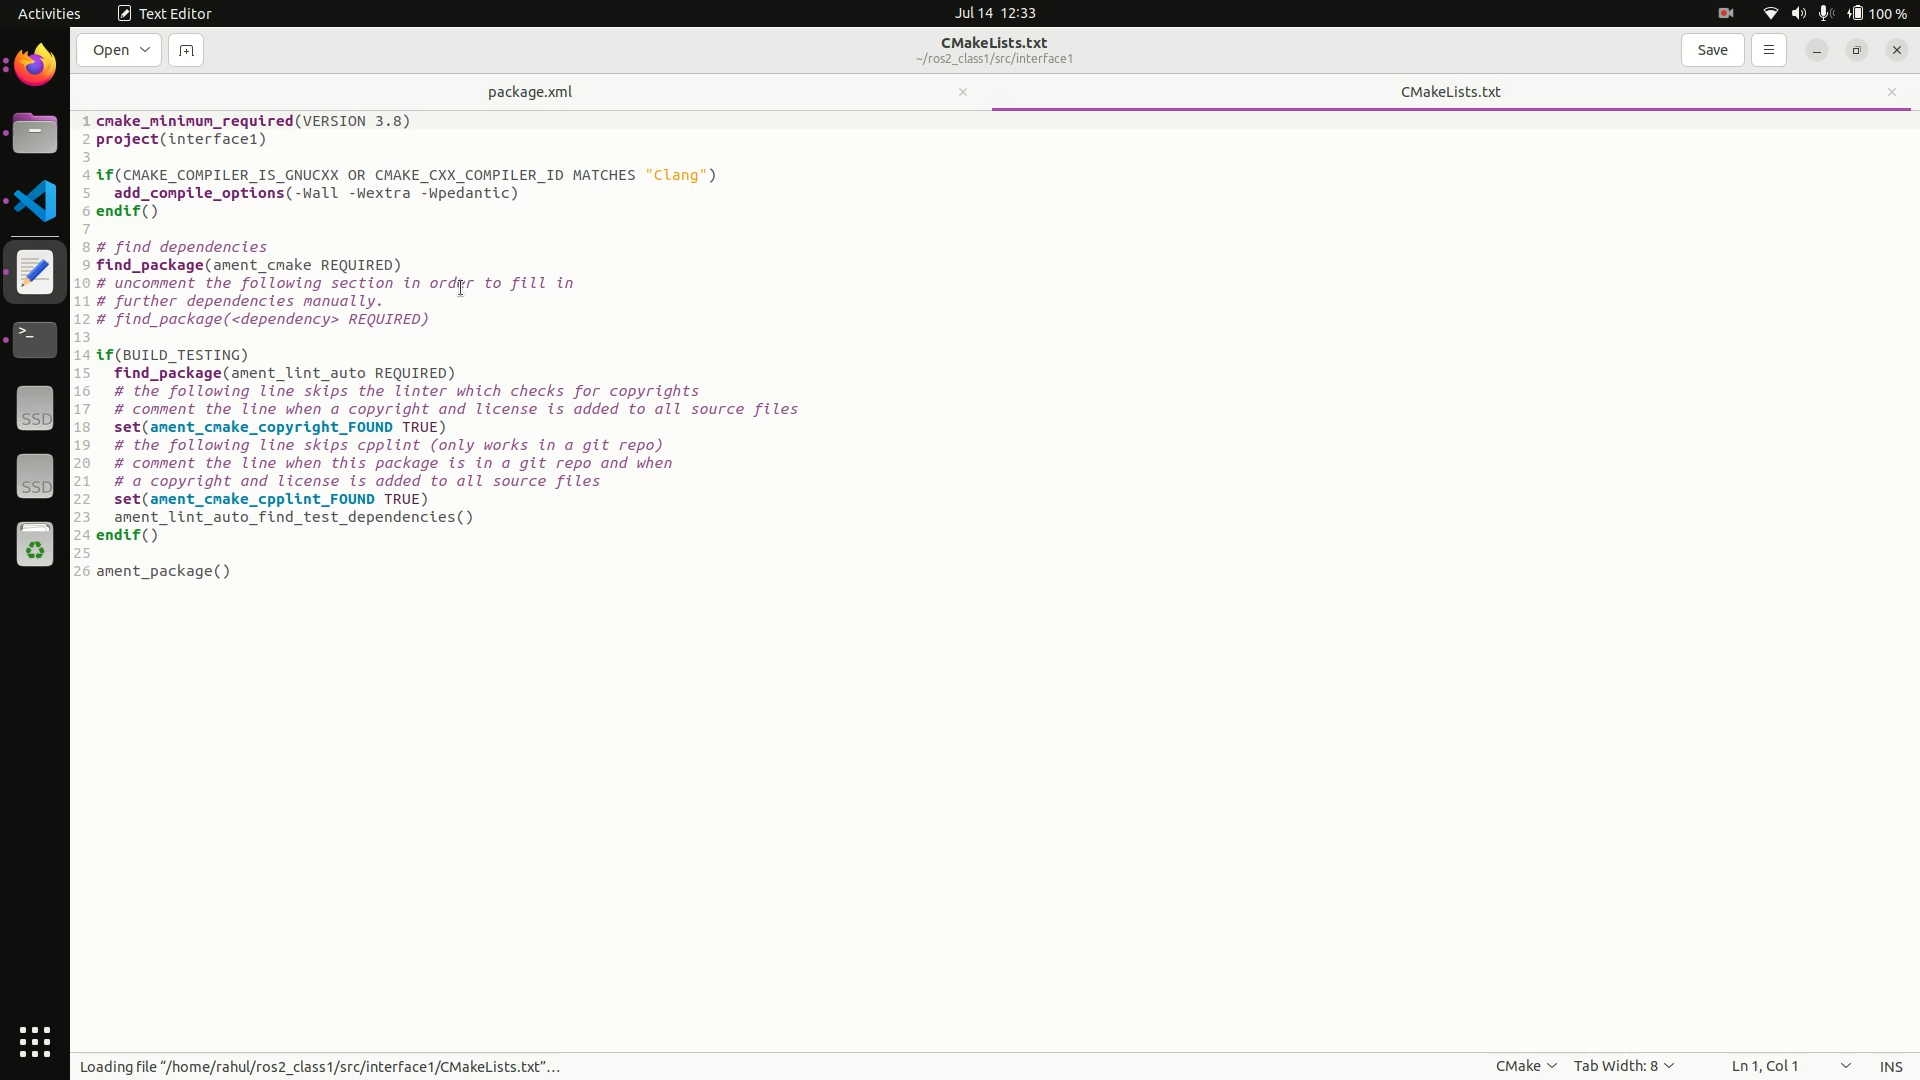 Activities Text Editor Jul 14 12:33 100 %
Open CMakeLists.txt Save
~/ros2_class1/src/interface1
package.xml CMakeLists.txt
1 cmake_minimum_required(VERSION 3.8)
2 project(interface1)
3
4 if(CMAKE_COMPILER_IS_GNUCXX OR CMAKE_CXX_COMPILER_ID MATCHES "Clang")
5 add_compile_options(-Wall -Wextra -Wpedantic)
6 endif()
7
8 # find dependencies
9 find_package(ament_cmake REQUIRED)
10 # uncomment the following section in order to fill in
11 # further dependencies manually.
12 # find_package(<dependency> REQUIRED)
13
14 if(BUILD_TESTING)
15 find_package(ament_lint_auto REQUIRED)
16 # the following line skips the linter which checks for copyrights
17 # comment the line when a copyright and license is added to all source files
18 set(ament_cmake_copyright_FOUND TRUE)
19 # the following line skips cpplint (only works in a git repo)
20 # comment the line when this package is in a git repo and when
21 # a copyright and license is added to all source files
22 set(ament_cmake_cpplint_FOUND TRUE)
23 ament_lint_auto_find_test_dependencies()
24 endif()
25
26 ament_package()
SSD
SSD
Loading file “/home/rahul/ros2_class1/src/interface1/CMakeLists.txt”… CMake Tab Width: 8 Ln 1, Col 1 INS